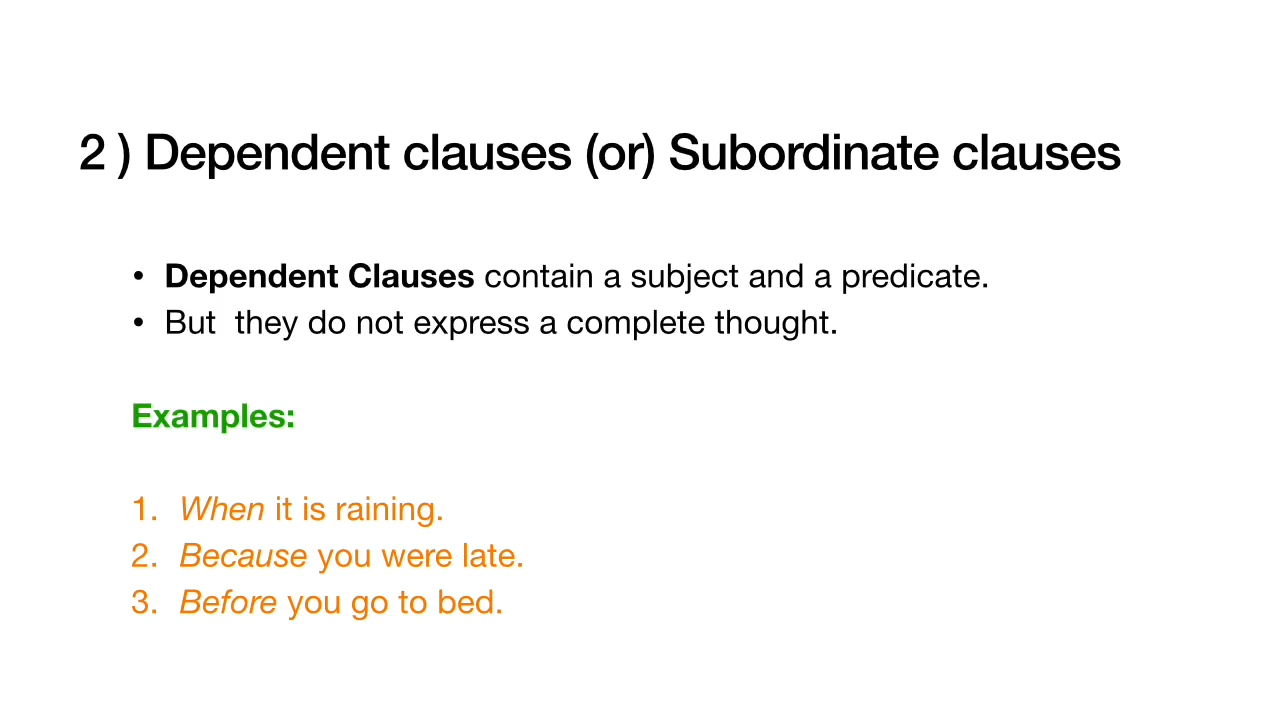 2 ) Dependent clauses (or) Subordinate clauses
• Dependent Clauses contain a subject and a predicate.
• But  they do not express a complete thought.
Examples:
1. When it is raining.
2. Because you were late.
3. Before you go to bed.